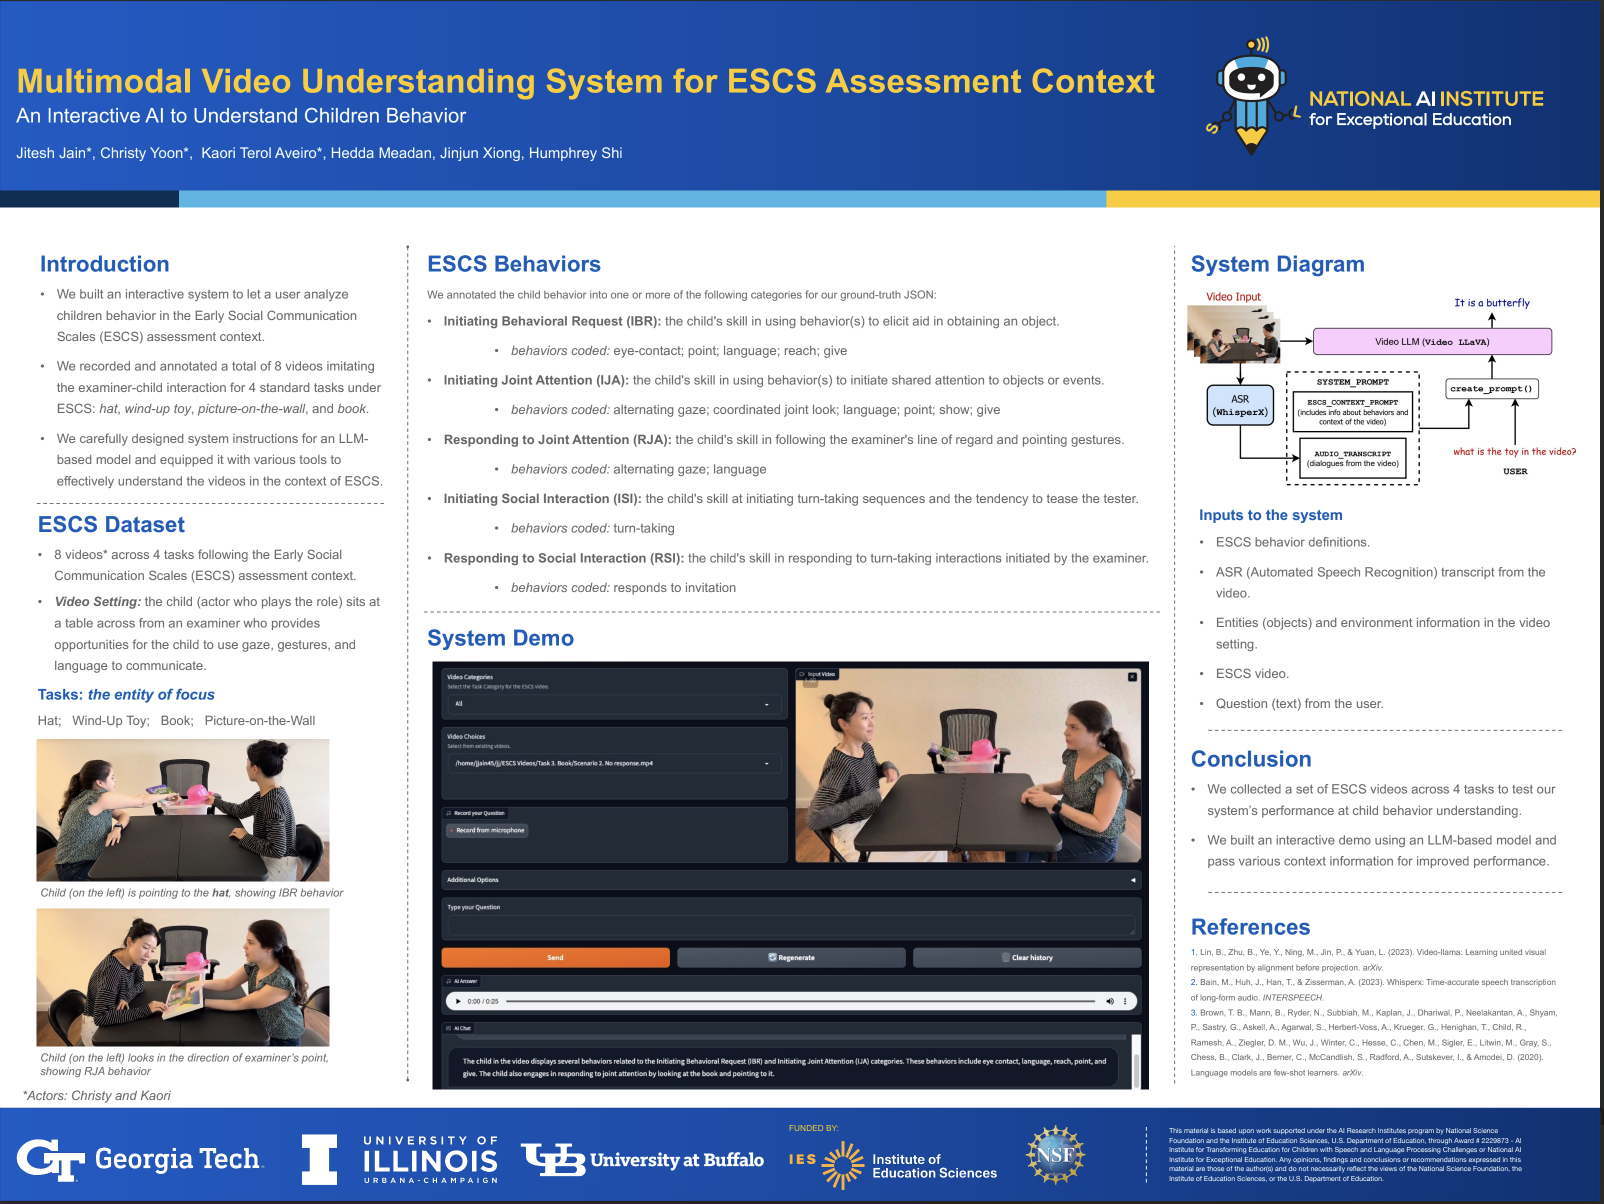 Multimodal Video Understanding System for ESCS Assessment Context
An Interactive AI to Understand Children Behavior
Jitesh Jain*, Christy Yoon*, Kaori Terol Aveiro*, Hedda Meadan, Jinjun Xiong, Humphrey Shi
S
L
NATIONAL AI INSTITUTE
for Exceptional Education
Introduction
• We built an interactive system to let a user analyze
children behavior in the Early Social Communication
Scales (ESCS) assessment context.
• We recorded and annotated a total of 8 videos imitating
the examiner-child interaction for 4 standard tasks under
ESCS: hat, wind-up toy, picture-on-the-wall, and book.
• We carefully designed system instructions for an LLM-
based model and equipped it with various tools to
effectively understand the videos in the context of ESCS.
ESCS Dataset
• 8 videos* across 4 tasks following the Early Social
Communication Scales (ESCS) assessment context.
• Video Setting: the child (actor who plays the role) sits at
a table across from an examiner who provides
opportunities for the child to use gaze, gestures, and
language to communicate.
Tasks: the entity of focus
Hat; Wind-Up Toy; Book; Picture-on-the-Wall
Child (on the left) is pointing to the hat, showing IBR behavior
Child (on the left) looks in the direction of examiner's point,
showing RJA behavior
*Actors: Christy and Kaori
ESCS Behaviors
We annotated the child behavior into one or more of the following categories for our ground-truth JSON:
• Initiating Behavioral Request (IBR): the child's skill in using behavior(s) to elicit aid in obtaining an object.
• behaviors coded: eye-contact; point; language; reach; give
• Initiating Joint Attention (IJA): the child's skill in using behavior(s) to initiate shared attention to objects or events.
• behaviors coded: alternating gaze; coordinated joint look; language; point; show; give
• Responding to Joint Attention (RJA): the child's skill in following the examiner's line of regard and pointing gestures.
• behaviors coded: alternating gaze; language
• Initiating Social Interaction (ISI): the child's skill at initiating turn-taking sequences and the tendency to tease the tester.
• behaviors coded: turn-taking
• Responding to Social Interaction (RSI): the child's skill in responding to turn-taking interactions initiated by the examiner.
• behaviors coded: responds to invitation
System Demo
Video Categories
Select the Task Category for the ESCS video.
All
Video Choices
Select from existing videos.
/home/jjain45/jj/ESCS Videos/Task 3. Book/Scenario 2. No response.mp4
Record your Question
Record from microphone
Input Video
Additional Options
Type your Question
Send
Regenerate
Clear history
AI Answer
0:00 / 0:25
AI Chat
The child in the video displays several behaviors related to the Initiating Behavioral Request (IBR) and Initiating Joint Attention (IJA) categories. These behaviors include eye contact, language, reach, point, and
give. The child also engages in responding to joint attention by looking at the book and pointing to it.
System Diagram
Video Input
It is a butterfly
Video LLM (Video LLaVA)
ASR
(WhisperX)
SYSTEM_PROMPT
ESCS_CONTEXT_PROMPT
(includes info about behaviors and
context of the video)
AUDIO_TRANSCRIPT
(dialogues from the video)
create_prompt()
what is the toy in the video?
USER
Inputs to the system
• ESCS behavior definitions.
• ASR (Automated Speech Recognition) transcript from the
video.
• Entities (objects) and environment information in the video
setting.
• ESCS video.
• Question (text) from the user.
Conclusion
• We collected a set of ESCS videos across 4 tasks to test our
system's performance at child behavior understanding.
• We built an interactive demo using an LLM-based model and
pass various context information for improved performance.
References
1. Lin, B., Zhu, B., Ye, Y., Ning, M., Jin, P., & Yuan, L. (2023). Video-llama: Learning united visual
representation by alignment before projection. arXiv.
2. Bain, M., Huh, J., Han, T., & Zisserman, A. (2023). Whisperx: Time-accurate speech transcription
of long-form audio. INTERSPEECH.
3. Brown, T. B., Mann, B., Ryder, N., Subbiah, M., Kaplan, J., Dhariwal, P., Neelakantan, A., Shyam,
P., Sastry, G., Askell, A., Agarwal, S., Herbert-Voss, A., Krueger, G., Henighan, T., Child, R.,
Ramesh, A., Ziegler, D. M., Wu, J., Winter, C., Hesse, C., Chen, M., Sigler, E., Litwin, M., Gray, S.,
Chess, B., Clark, J., Berner, C., McCandlish, S., Radford, A., Sutskever, I., & Amodei, D. (2020).
Language models are few-shot learners. arXiv.
GT Georgia Tech
I
UNIVERSITY OF
ILLINOIS
URBANA-CHAMPAIGN
UB University at Buffalo
FUNDED BY:
IES
Institute of
Education Sciences
NSF
This material is based upon work supported under the AI Research Institutes program by National Science
Foundation and the Institute of Education Sciences, U.S. Department of Education, through Award # 2229873 - AI
Institute for Transforming Education for Children with Speech and Language Processing Challenges or National AI
Institute for Exceptional Education. Any opinions, findings and conclusions or recommendations expressed in this
material are those of the author(s) and do not necessarily reflect the views of the National Science Foundation, the
Institute of Education Sciences, or the U.S. Department of Education.